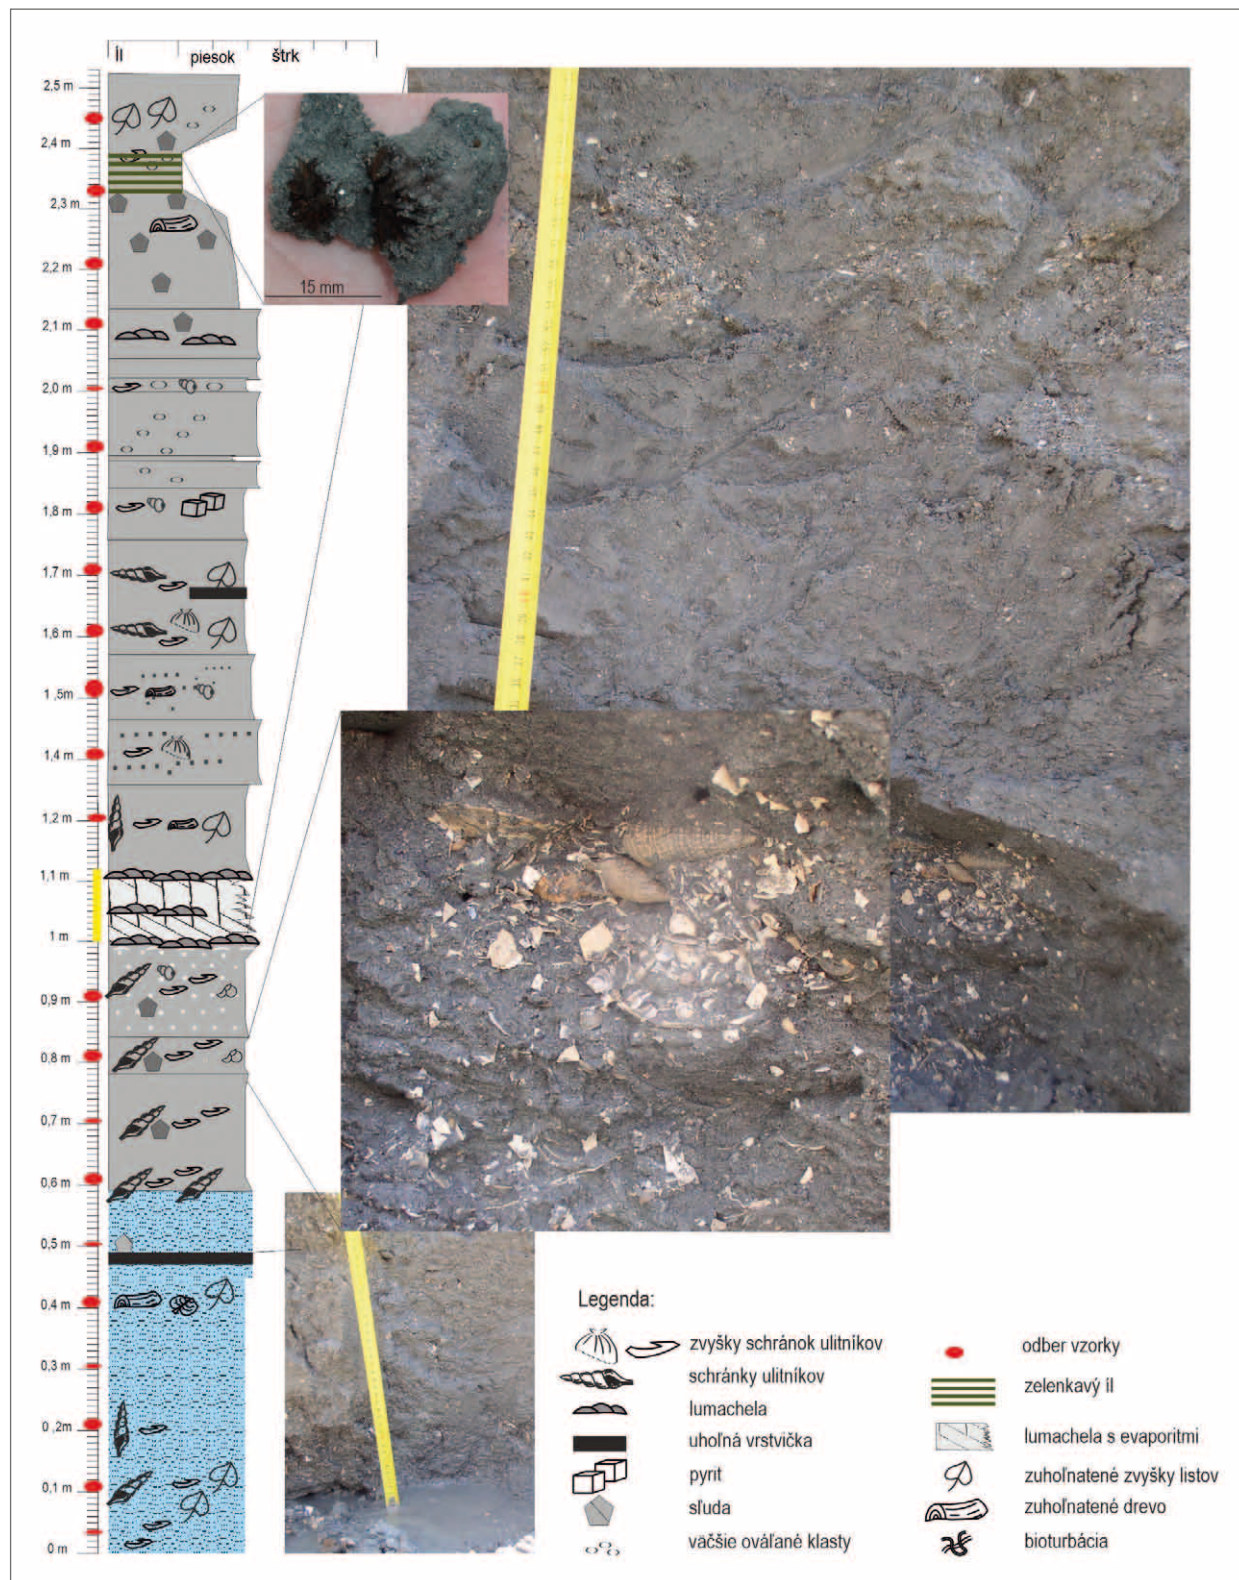 íl piesok štrk
2,5 m
2,4 m
2,3 m
2,2 m
2,1 m
2,0 m
1,9 m
1,8 m
1,7 m
1,6 m
1,5m
1,4 m
1,2 m
1,1 m
1 m
0,9 m
0,8 m
0,7 m
0,6 m
0,5 m
0,4 m
0,3 m
0,2m
0,1 m
0 m
15 mm
Legenda:
zvyšky schránok ulitníkov
schránky ulitníkov
lumachela
uhoľná vrstvička
pyrit
sľuda
väčšie ováľané klasty
odber vzorky
zelenkavý íl
lumachela s evaporitmi
zuhoľnatené zvyšky listov
zuhoľnatené drevo
bioturbácia